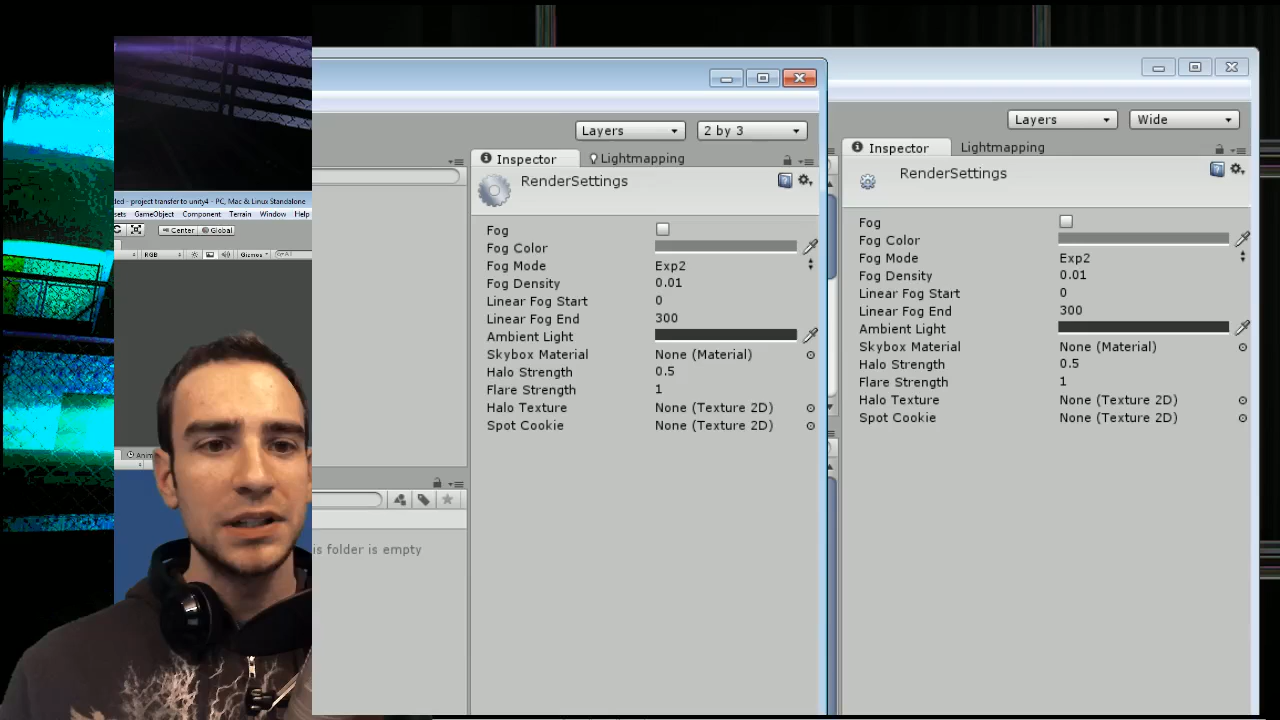 ded - project transfer to unity4 - PC, Mac & Linux Standalone
sets GameObject Component Terrain Window Help
Center Global
RGB Gizmos All
Anim
is folder is empty
Layers 2 by 3
Inspector Lightmapping
RenderSettings
Fog
Fog Color
Fog Mode Exp2
Fog Density 0.01
Linear Fog Start 0
Linear Fog End 300
Ambient Light
Skybox Material None (Material)
Halo Strength 0.5
Flare Strength 1
Halo Texture None (Texture 2D)
Spot Cookie None (Texture 2D)
Layers Wide
Inspector Lightmapping
RenderSettings
Fog
Fog Color
Fog Mode Exp2
Fog Density 0.01
Linear Fog Start 0
Linear Fog End 300
Ambient Light
Skybox Material None (Material)
Halo Strength 0.5
Flare Strength 1
Halo Texture None (Texture 2D)
Spot Cookie None (Texture 2D)